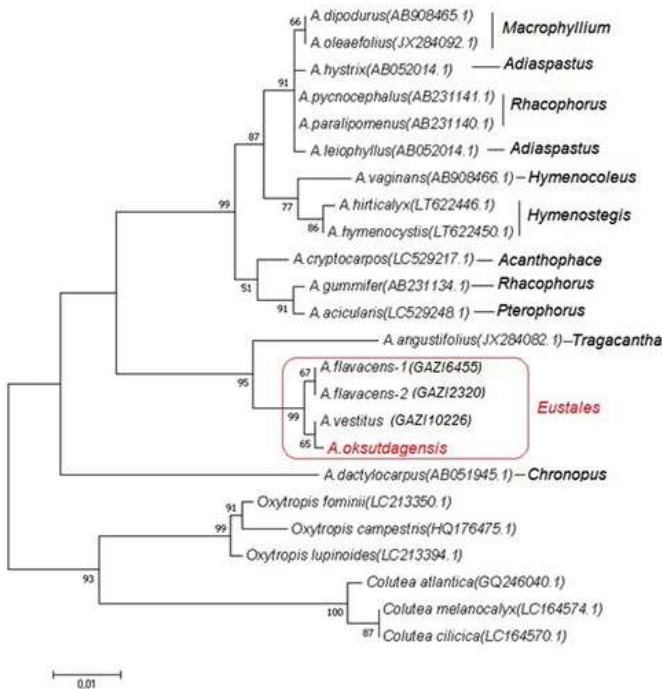 A.dipodurus(AB908465.1)
66
Macrophyllium
A.oleaefolius(JX284092.1)
A.hystrix(AB052014.1)
Adiaspastus
91
A.pycnocephalus(AB231141.1)
Rhacophorus
A.paralipomenus(AB231140.1)
87
A.leiophyllus(AB052014.1)
Adiaspastus
A.vaginans(AB908466.1)
Hymenocoleus
77
A.hirticalyx(LT622446.1)
Hymenostegis
86
A.hymenocystis(LT622450.1)
99
A.cryptocarpos(LC529217.1)
Acanthophace
51
A.gummifer(AB231134.1)
Rhacophorus
91
A.acicularis(LC529248.1)
Pterophorus
A.angustifolius(JX284082.1)
Tragacantha
95
A.flavacens-1 (GAZI6455)
67
A.flavacens-2 (GAZI2320)
Eustales
99
A.vestitus (GAZI10226)
65
A.oksutdagensis
A.dactylocarpus(AB051945.1)
Chronopus
Oxytropis fominii(LC213350.1)
91
99
Oxytropis campestris(HQ176475.1)
Oxytropis lupinoides(LC213394.1)
93
Colutea atlantica(GQ246040.1)
100
Colutea melanocalyx(LC164574.1)
87
Colutea cilicica(LC164570.1)
0.01